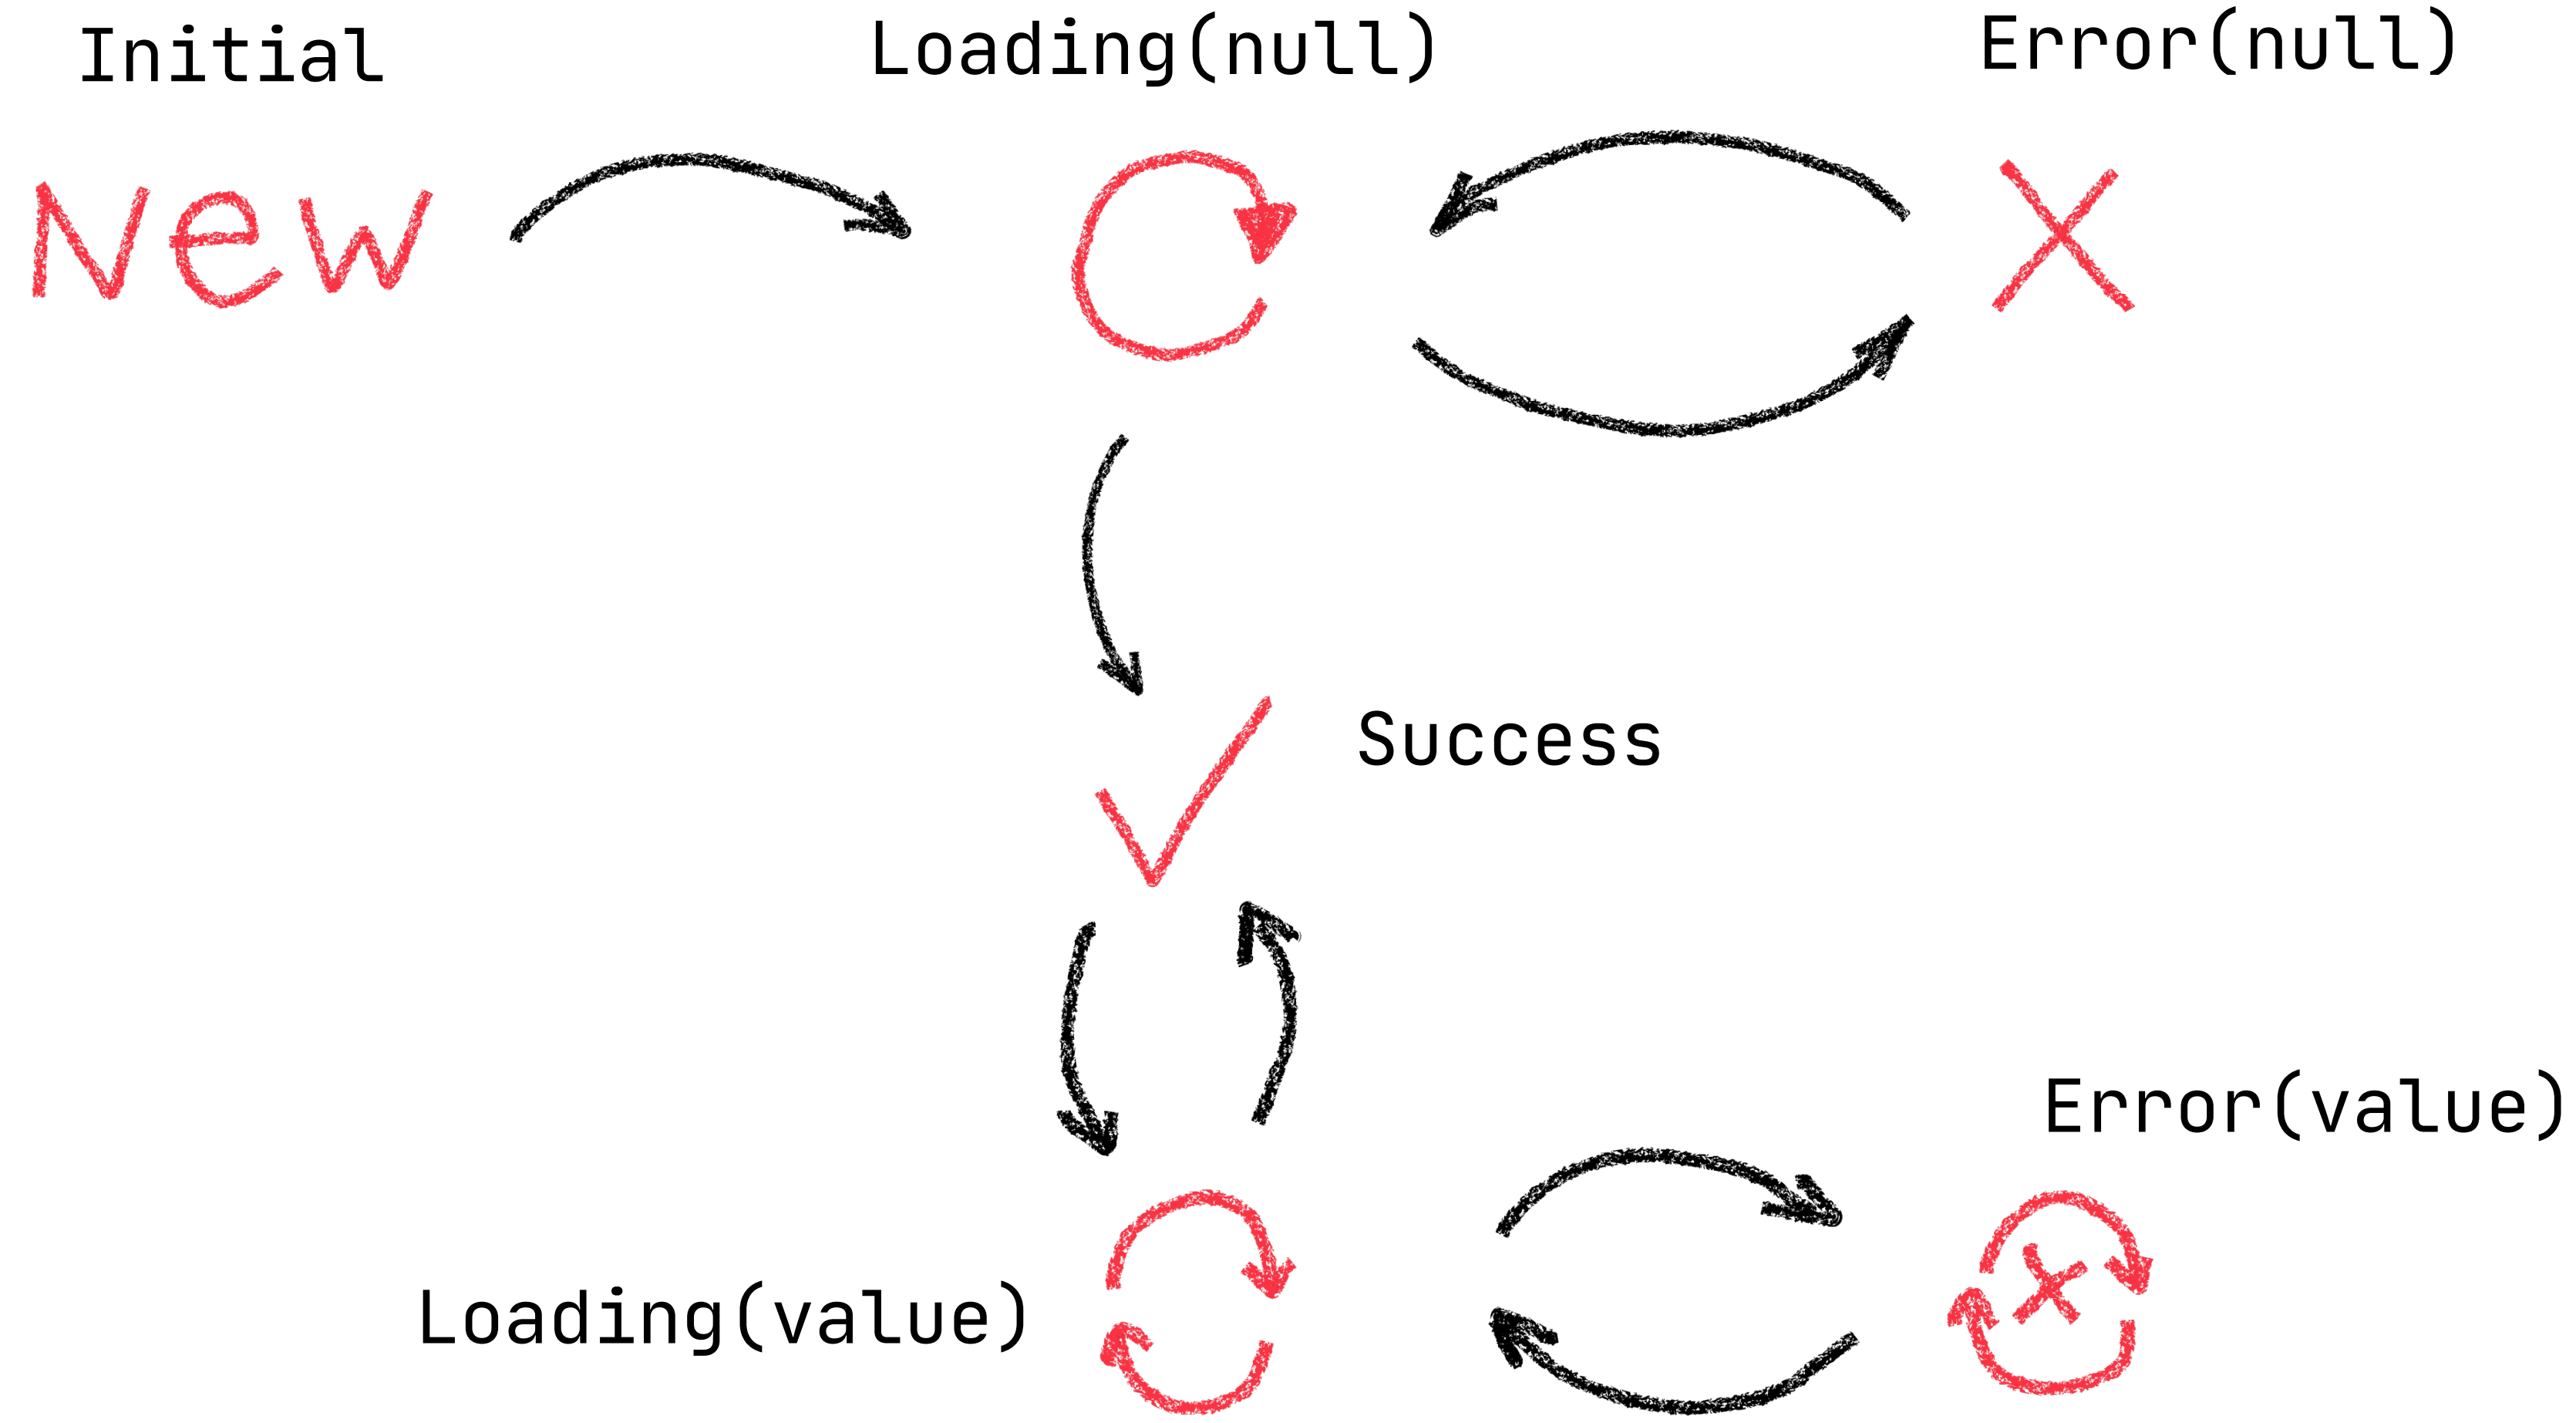 Initial
Loading(null)
Error(null)
New
Success
Error(value)
Loading(value)